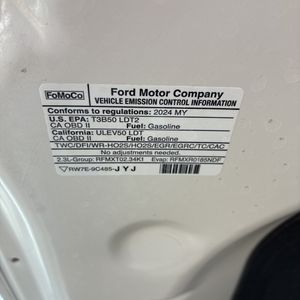 FoMoCo
Ford Motor Company
VEHICLE EMISSION CONTROL INFORMATION
Conforms to regulations: 2024 MY
U.S. EPA: T3B50 LDT2
CA OBD II Fuel: Gasoline
California: ULEV50 LDT
CA OBD II Fuel: Gasoline
TWC/DFI/WR-HO2S/HO2S/EGR/EGRC/TC/CAC
No adjustments needed.
2.3L-Group: RFMXT02.34K1 Evap: RFMXR0165NDF
RW7E-9C485-JYJ